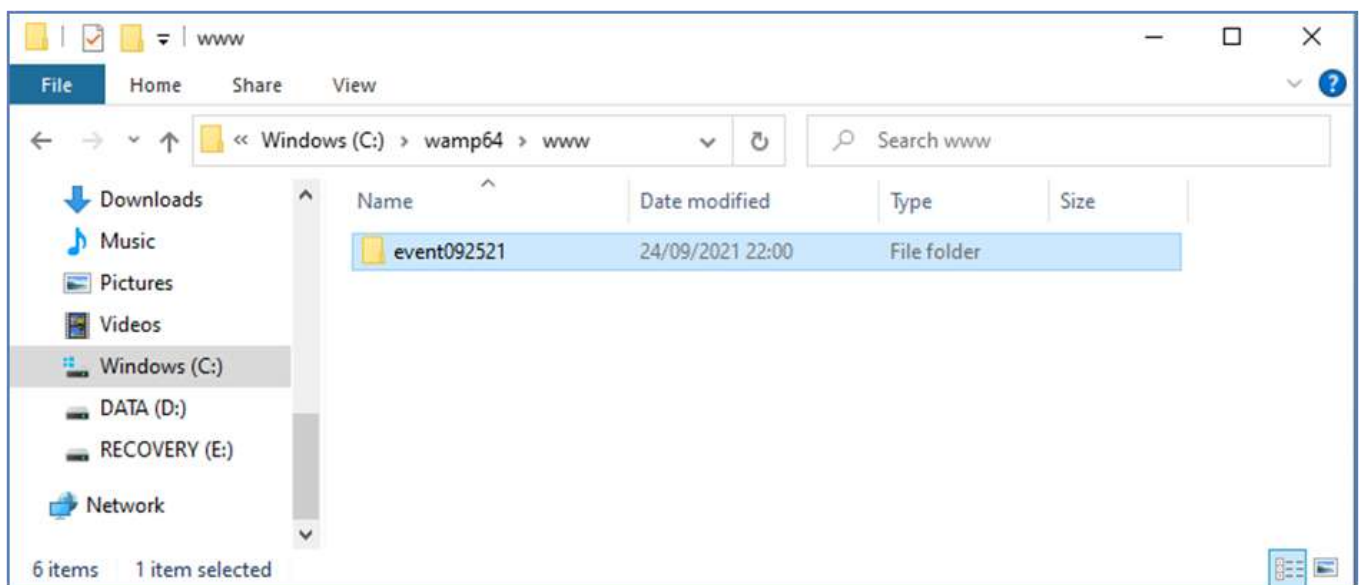 www
File Home Share View
« Windows (C:) › wamp64 › www Search www
Downloads
Music
Pictures
Videos
Windows (C:)
DATA (D:)
RECOVERY (E:)
Network
Name Date modified Type Size
event092521 24/09/2021 22:00 File folder
6 items 1 item selected